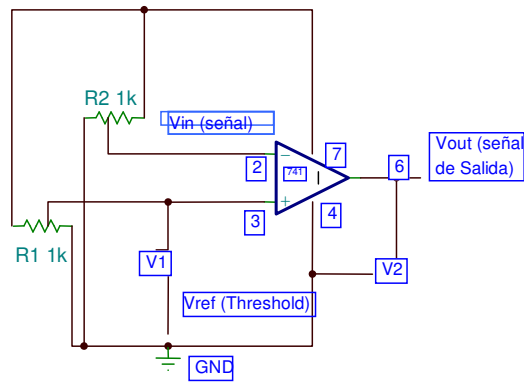 R2 1k
Vin (señal)
2
741
7
6
Vout (señal
de Salida)
3
4
R1 1k
V1
V2
Vref (Threshold)
GND